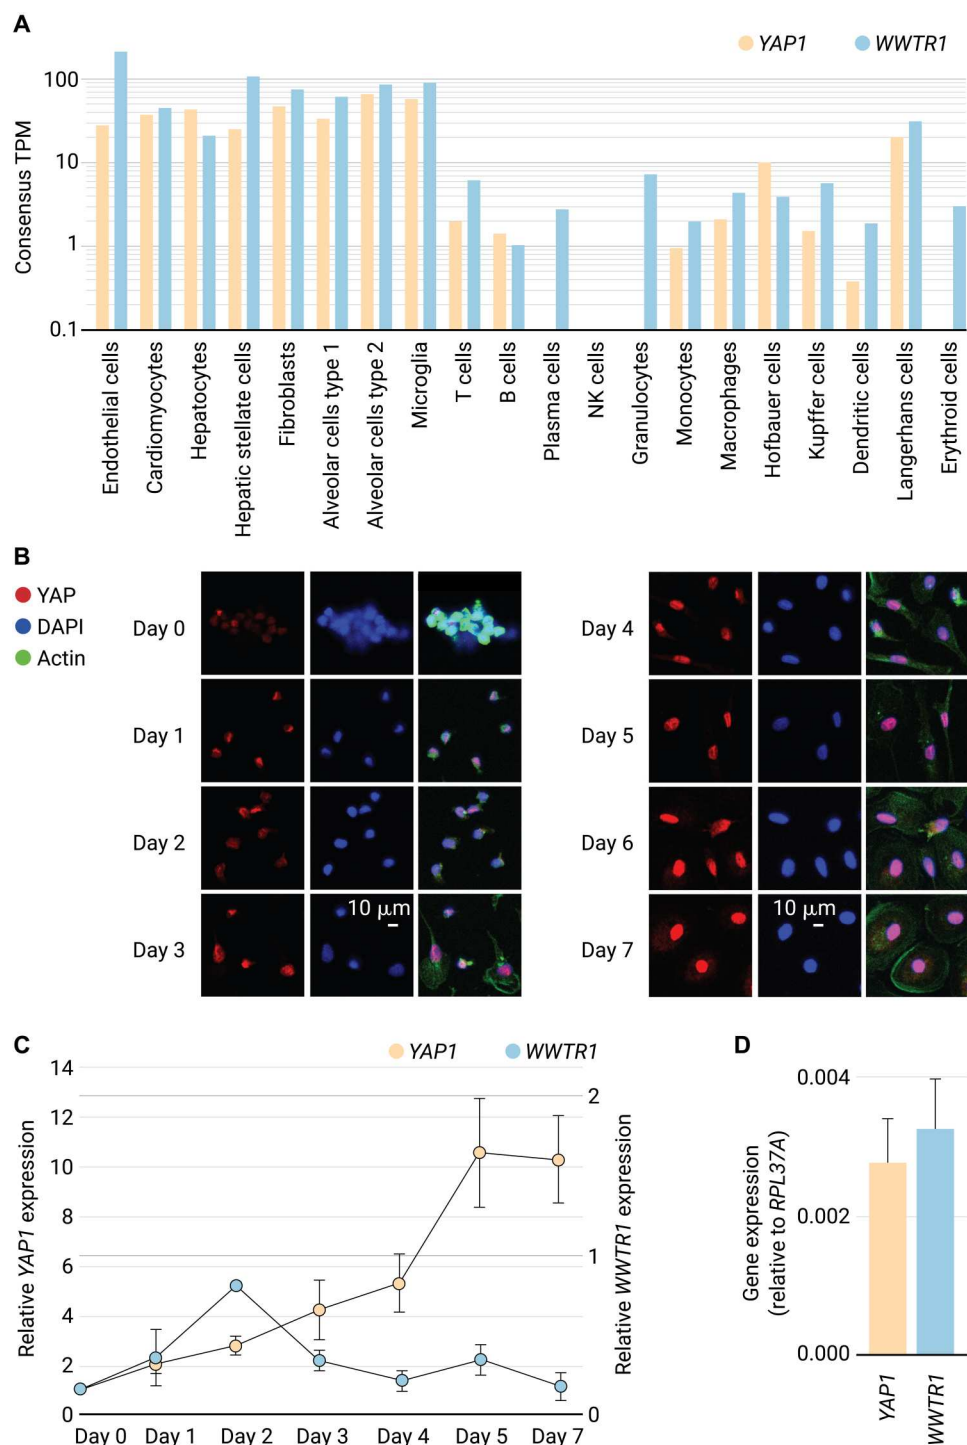 A
YAP1
WWTR1
Consensus TPM
100
10
1
0.1
Endothelial cells
Cardiomyocytes
Hepatocytes
Hepatic stellate cells
Fibroblasts
Alveolar cells type 1
Alveolar cells type 2
Microglia
T cells
B cells
Plasma cells
NK cells
Granulocytes
Monocytes
Macrophages
Hofbauer cells
Kupffer cells
Dendritic cells
Langerhans cells
Erythroid cells
B
YAP
DAPI
Actin
Day 0
Day 1
Day 2
Day 3
10 µm
Day 4
Day 5
Day 6
Day 7
10 µm
C
YAP1
WWTR1
Relative YAP1 expression
14
12
10
8
6
4
2
0
Relative WWTR1 expression
2
1
0
Day 0 Day 1 Day 2 Day 3 Day 4 Day 5 Day 7
D
Gene expression
(relative to RPL37A)
0.004
0.002
0.000
YAP1
WWTR1